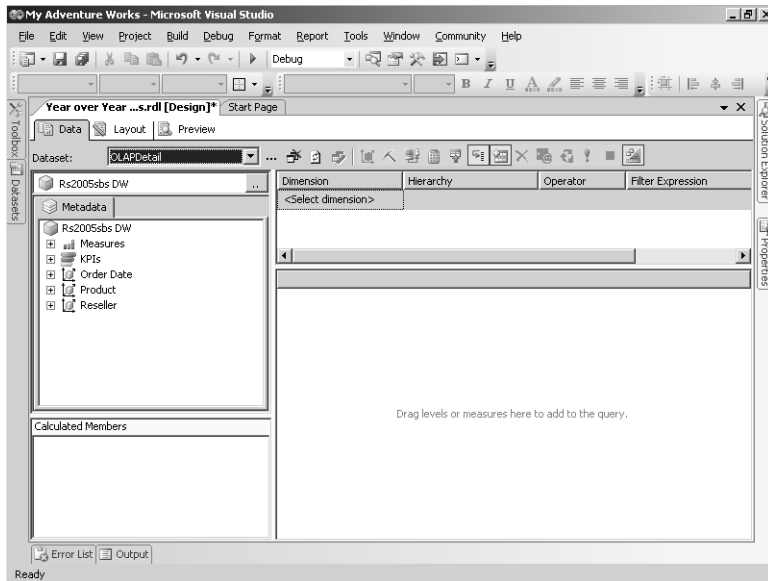 My Adventure Works - Microsoft Visual Studio
File Edit View Project Build Debug Format Report Tools Window Community Help
Debug
B I U A
Year over Year ...s.rdl [Design]* Start Page
Toolbox
Datasets
Solution Explorer
Properties
Data Layout Preview
Dataset: OLAPDetail ...
Rs2005sbs DW ..
Dimension Hierarchy Operator Filter Expression
<Select dimension>
Metadata
Rs2005sbs DW
Measures
KPIs
Order Date
Product
Reseller
Drag levels or measures here to add to the query.
Calculated Members
Error List Output
Ready